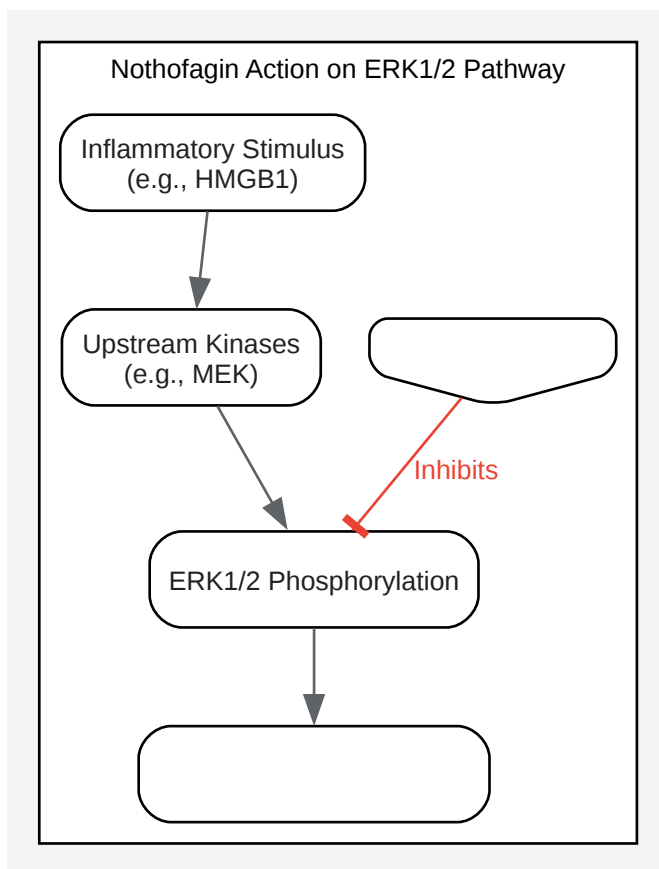 Nothofagin Action on ERK1/2 Pathway
Inflammatory Stimulus
(e.g., HMGB1)
Upstream Kinases
(e.g., MEK)
Inhibits
ERK1/2 Phosphorylation